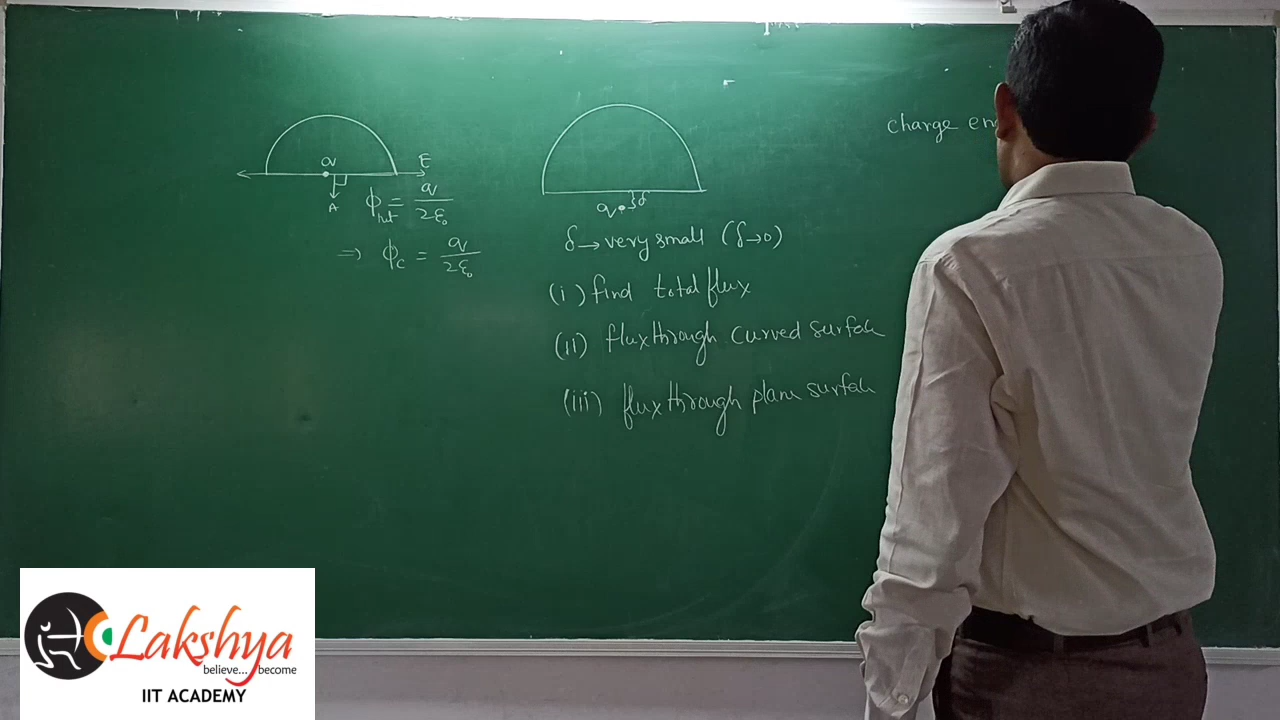 q
E
A
ϕnet = q/2ε₀
⇒ ϕc = q/2ε₀
q δ
δ → very small (δ→0)
(i) find total flux
(ii) flux through curved surface
(iii) flux through plane surface
charge en
Lakshya
believe... become
IIT ACADEMY